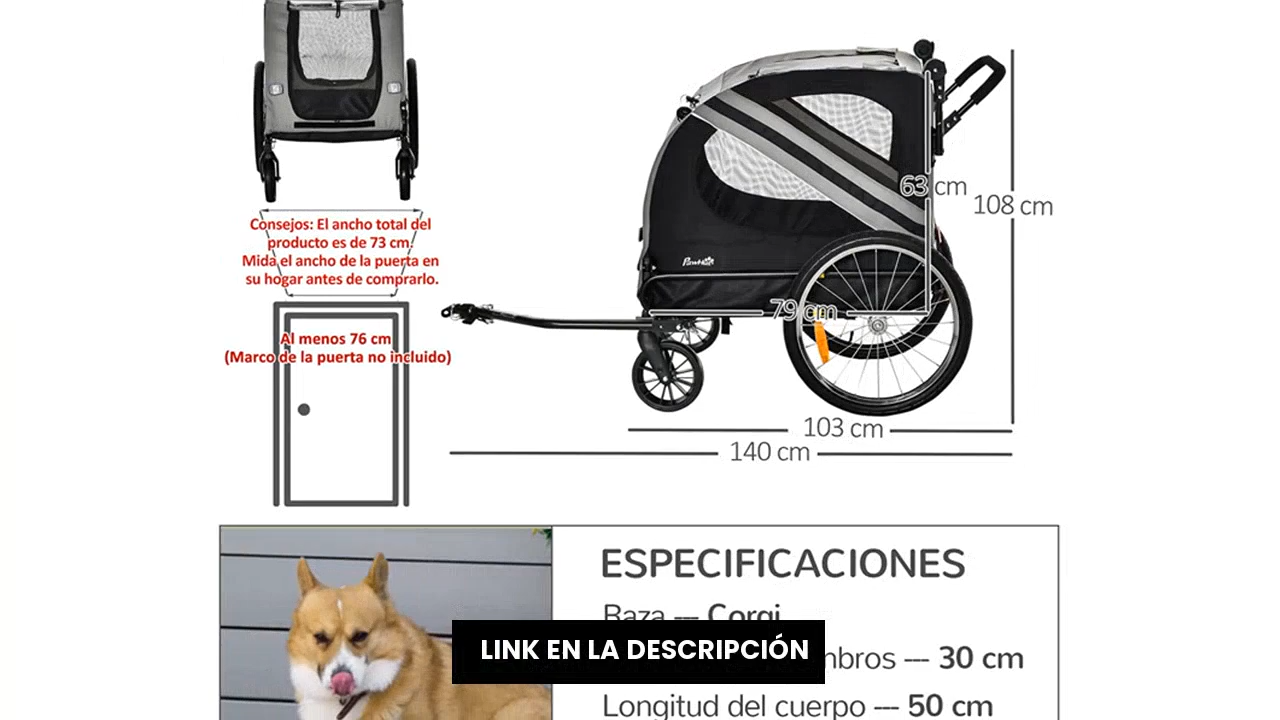 Consejos: El ancho total del
producto es de 73 cm.
Mida el ancho de la puerta en
su hogar antes de comprarlo.
Al menos 76 cm
(Marco de la puerta no incluido)
PawHut
63 cm
108 cm
79 cm
103 cm
140 cm
ESPECIFICACIONES
Raza --- Corgi
mbros --- 30 cm
Longitud del cuerpo --- 50 cm
LINK EN LA DESCRIPCIÓN